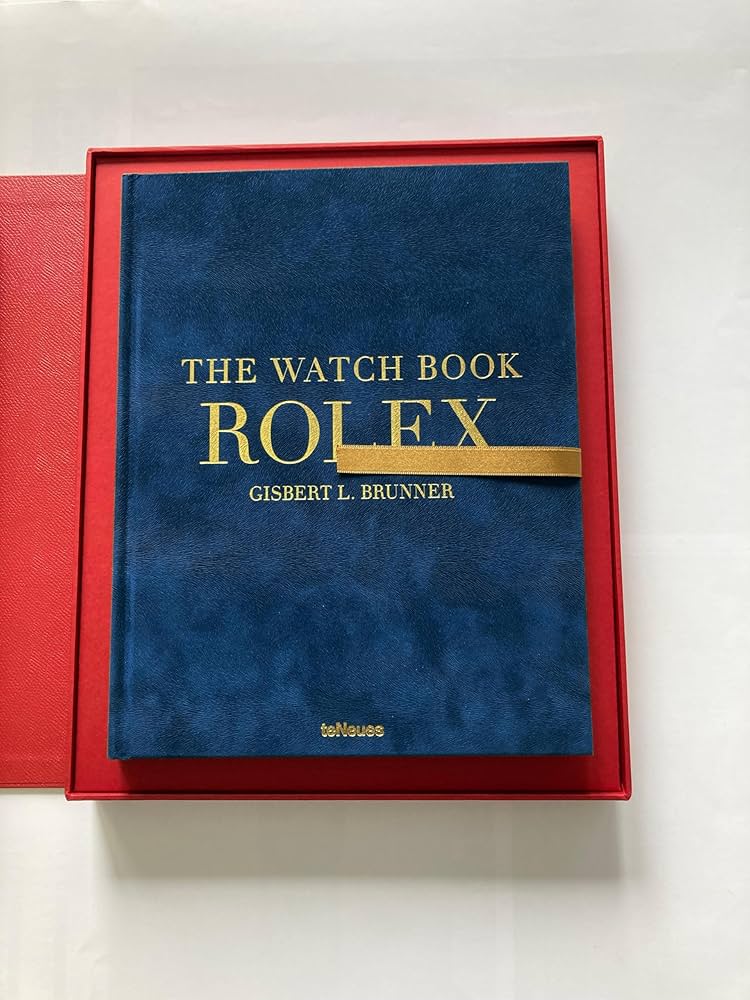 THE WATCH BOOK
ROLEX
GISBERT L. BRUNNER
teNeues